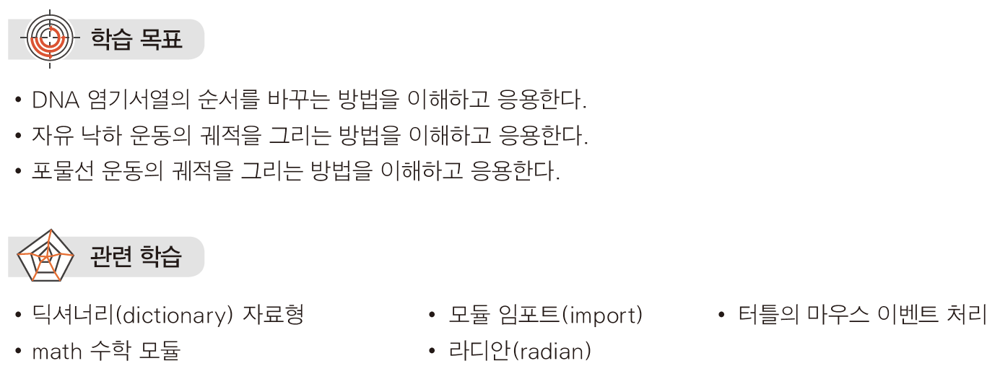 학습 목표
• DNA 염기서열의 순서를 바꾸는 방법을 이해하고 응용한다.
• 자유 낙하 운동의 궤적을 그리는 방법을 이해하고 응용한다.
• 포물선 운동의 궤적을 그리는 방법을 이해하고 응용한다.
관련 학습
• 딕셔너리(dictionary) 자료형 • 모듈 임포트(import) • 터틀의 마우스 이벤트 처리
• math 수학 모듈 • 라디안(radian)